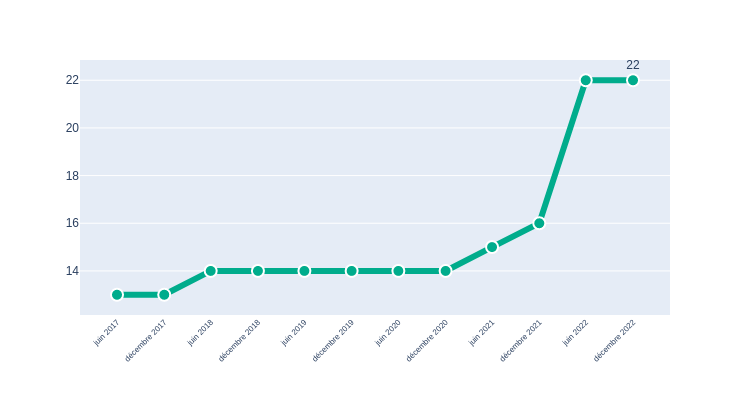 22
22
20
18
16
14
juin 2017
décembre 2017
juin 2018
décembre 2018
juin 2019
décembre 2019
juin 2020
décembre 2020
juin 2021
décembre 2021
juin 2022
décembre 2022